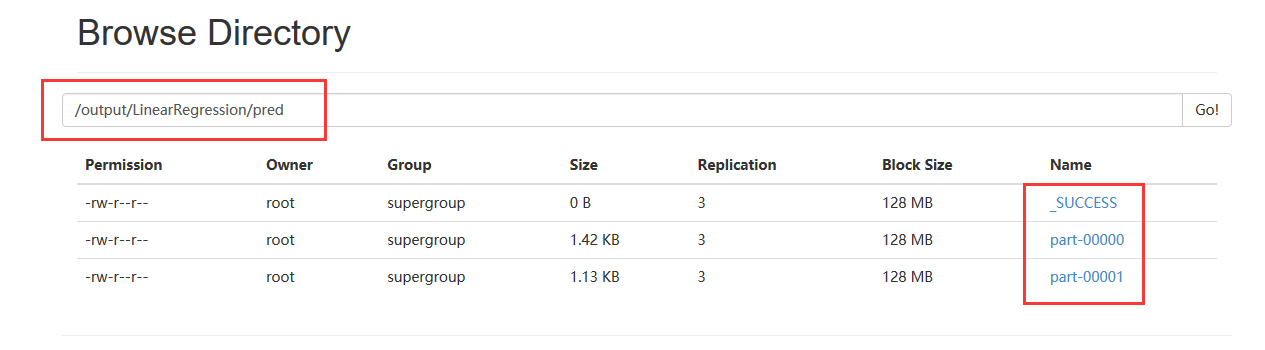 Browse Directory
/output/LinearRegression/pred Go!
Permission Owner Group Size Replication Block Size Name
-rw-r--r-- root supergroup 0 B 3 128 MB _SUCCESS
-rw-r--r-- root supergroup 1.42 KB 3 128 MB part-00000
-rw-r--r-- root supergroup 1.13 KB 3 128 MB part-00001